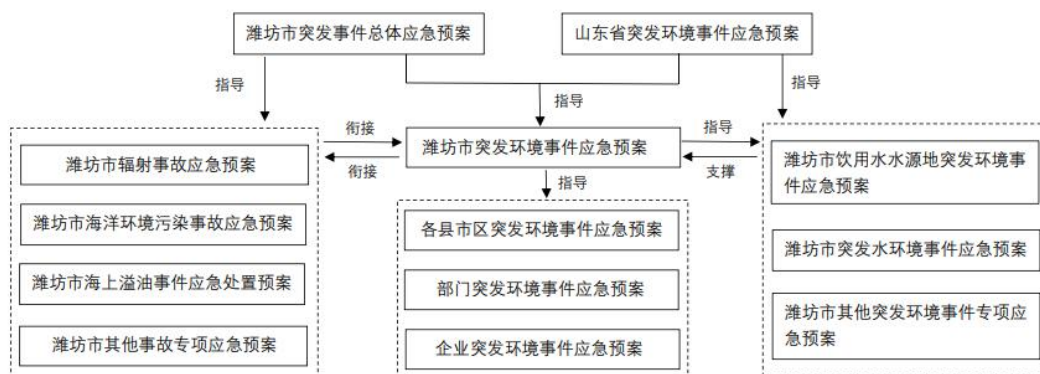 潍坊市突发事件总体应急预案
山东省突发环境事件应急预案
指导
指导
指导
衔接
潍坊市突发环境事件应急预案
指导
衔接
支撑
指导
潍坊市辐射事故应急预案
潍坊市海洋环境污染事故应急预案
潍坊市海上溢油事件应急处置预案
潍坊市其他事故专项应急预案
各县市区突发环境事件应急预案
部门突发环境事件应急预案
企业突发环境事件应急预案
潍坊市饮用水水源地突发环境事
件应急预案
潍坊市突发水环境事件应急预案
潍坊市其他突发环境事件专项应
急预案